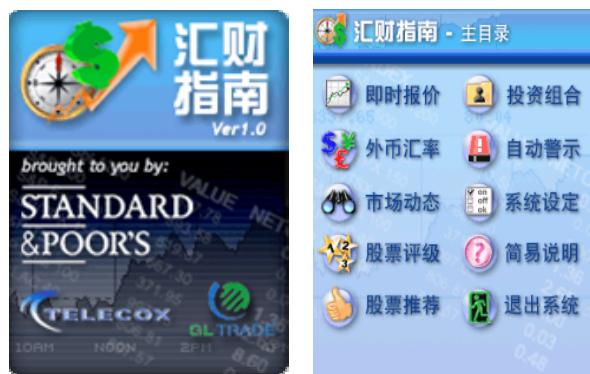 汇财
指南
Ver1.0
brought to you by:
STANDARD
&POOR'S
TELECOX
GL TRADE
10AM NOON 2PM
汇财指南 - 主目录
即时报价 投资组合
外币汇率 自动警示
市场动态 系统设定
股票评级 简易说明
股票推荐 退出系统